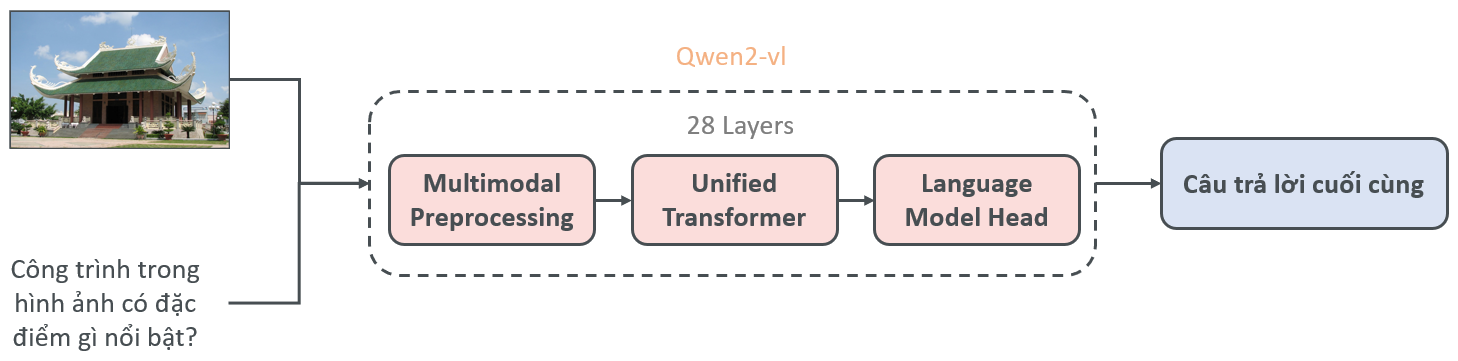 Qwen2-vl
28 Layers
Multimodal
Preprocessing
Unified
Transformer
Language
Model Head
Câu trả lời cuối cùng
Công trình trong
hình ảnh có đặc
điểm gì nổi bật?